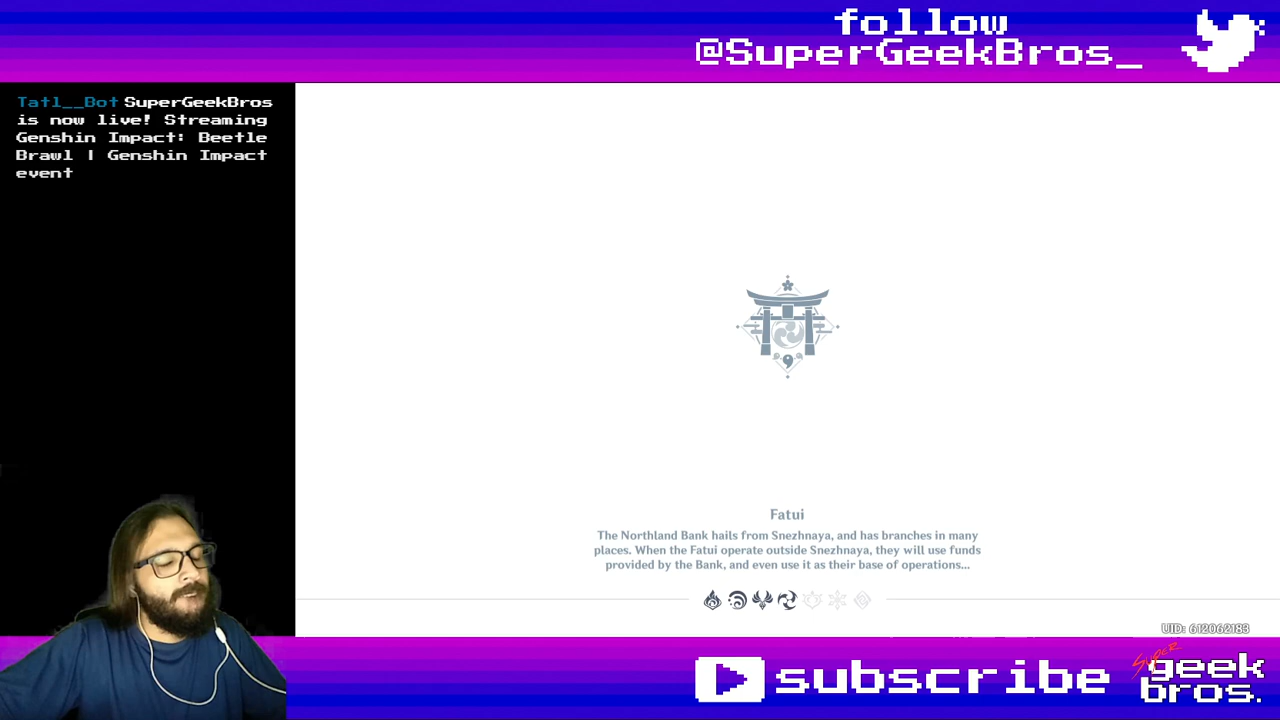 follow
@SuperGeekBros_
Tatl__Bot SuperGeekBros
is now live! Streaming
Genshin Impact: Beetle
Brawl | Genshin Impact
event
Fatui
The Northland Bank hails from Snezhnaya, and has branches in many
places. When the Fatui operate outside Snezhnaya, they will use funds
provided by the Bank, and even use it as their base of operations...
UID: 612062183
subscribe
Super
geek
bros.